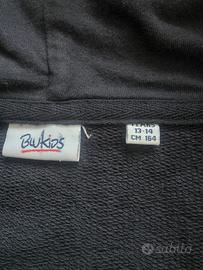 BluKids
YEARS
13-14
CM 164
subito